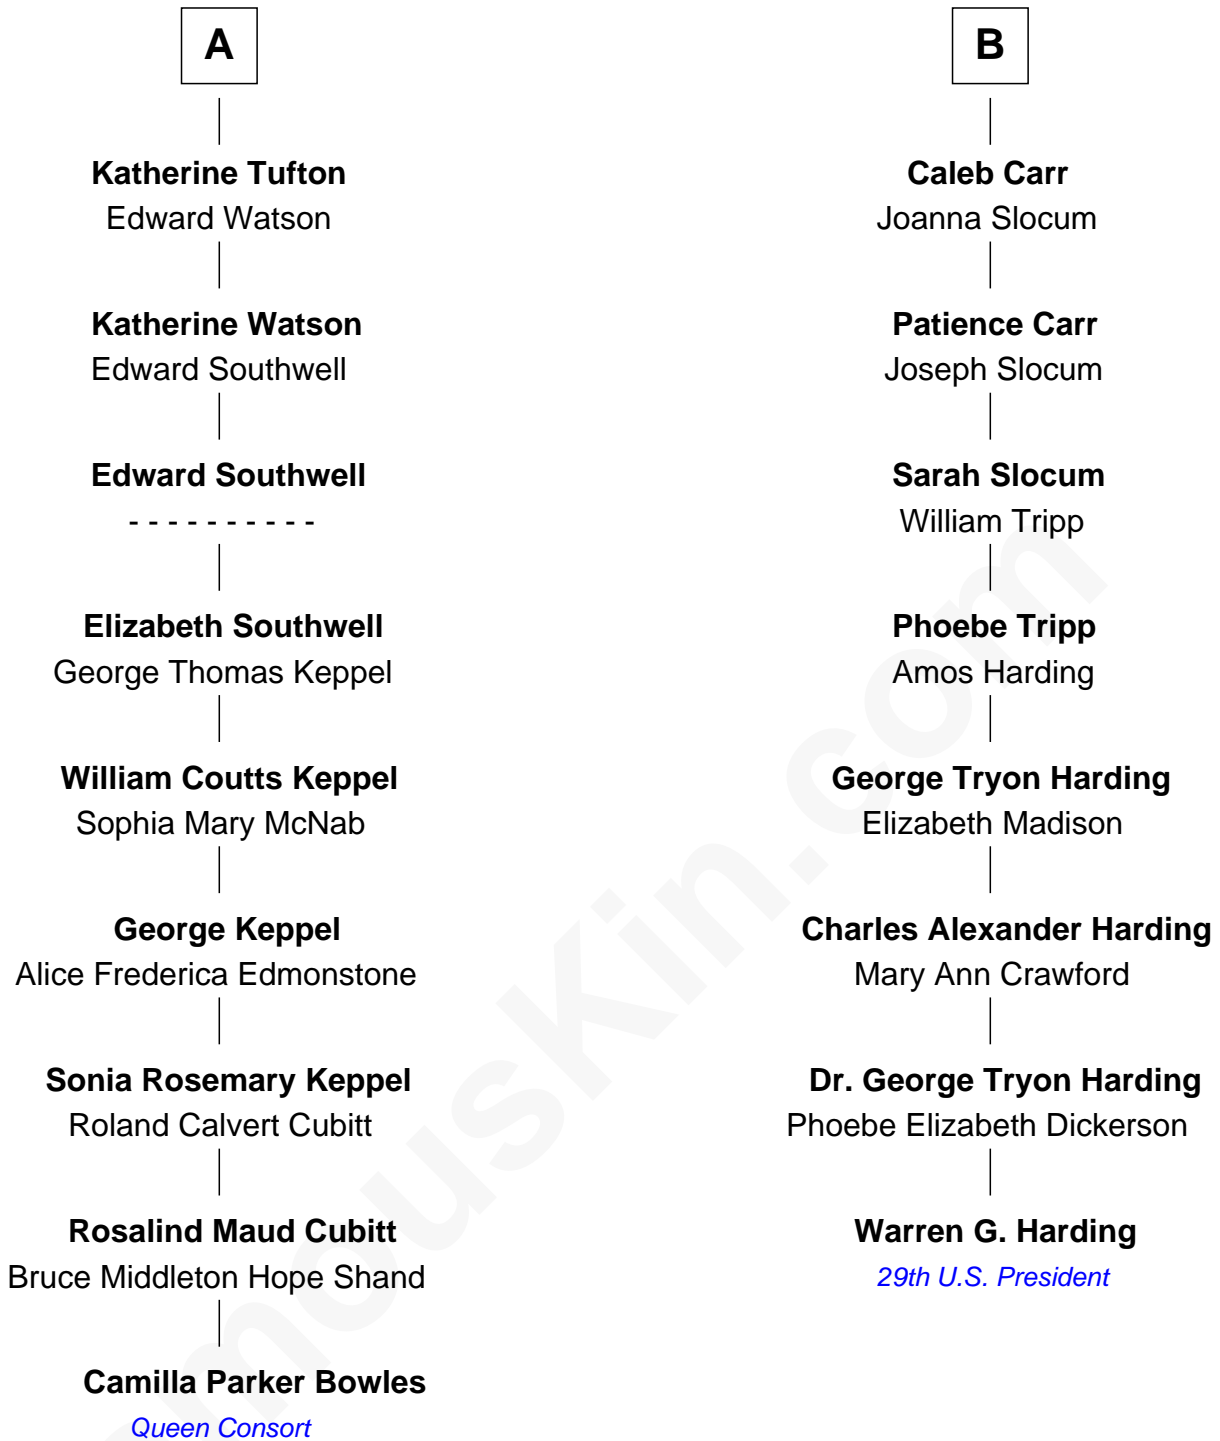 A
Katherine Tufton
Edward Watson
Katherine Watson
Edward Southwell
Edward Southwell
- - - - - - - - - -
Elizabeth Southwell
George Thomas Keppel
William Coutts Keppel
Sophia Mary McNab
George Keppel
Alice Frederica Edmonstone
Sonia Rosemary Keppel
Roland Calvert Cubitt
Rosalind Maud Cubitt
Bruce Middleton Hope Shand
Camilla Parker Bowles
Queen Consort
B
Caleb Carr
Joanna Slocum
Patience Carr
Joseph Slocum
Sarah Slocum
William Tripp
Phoebe Tripp
Amos Harding
George Tryon Harding
Elizabeth Madison
Charles Alexander Harding
Mary Ann Crawford
Dr. George Tryon Harding
Phoebe Elizabeth Dickerson
Warren G. Harding
29th U.S. President
mousKin.com